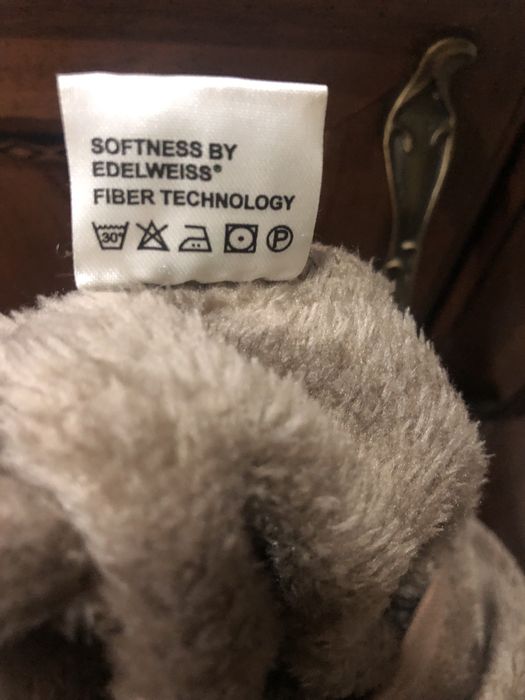 SOFTNESS BY
EDELWEISS®
FIBER TECHNOLOGY
30° P